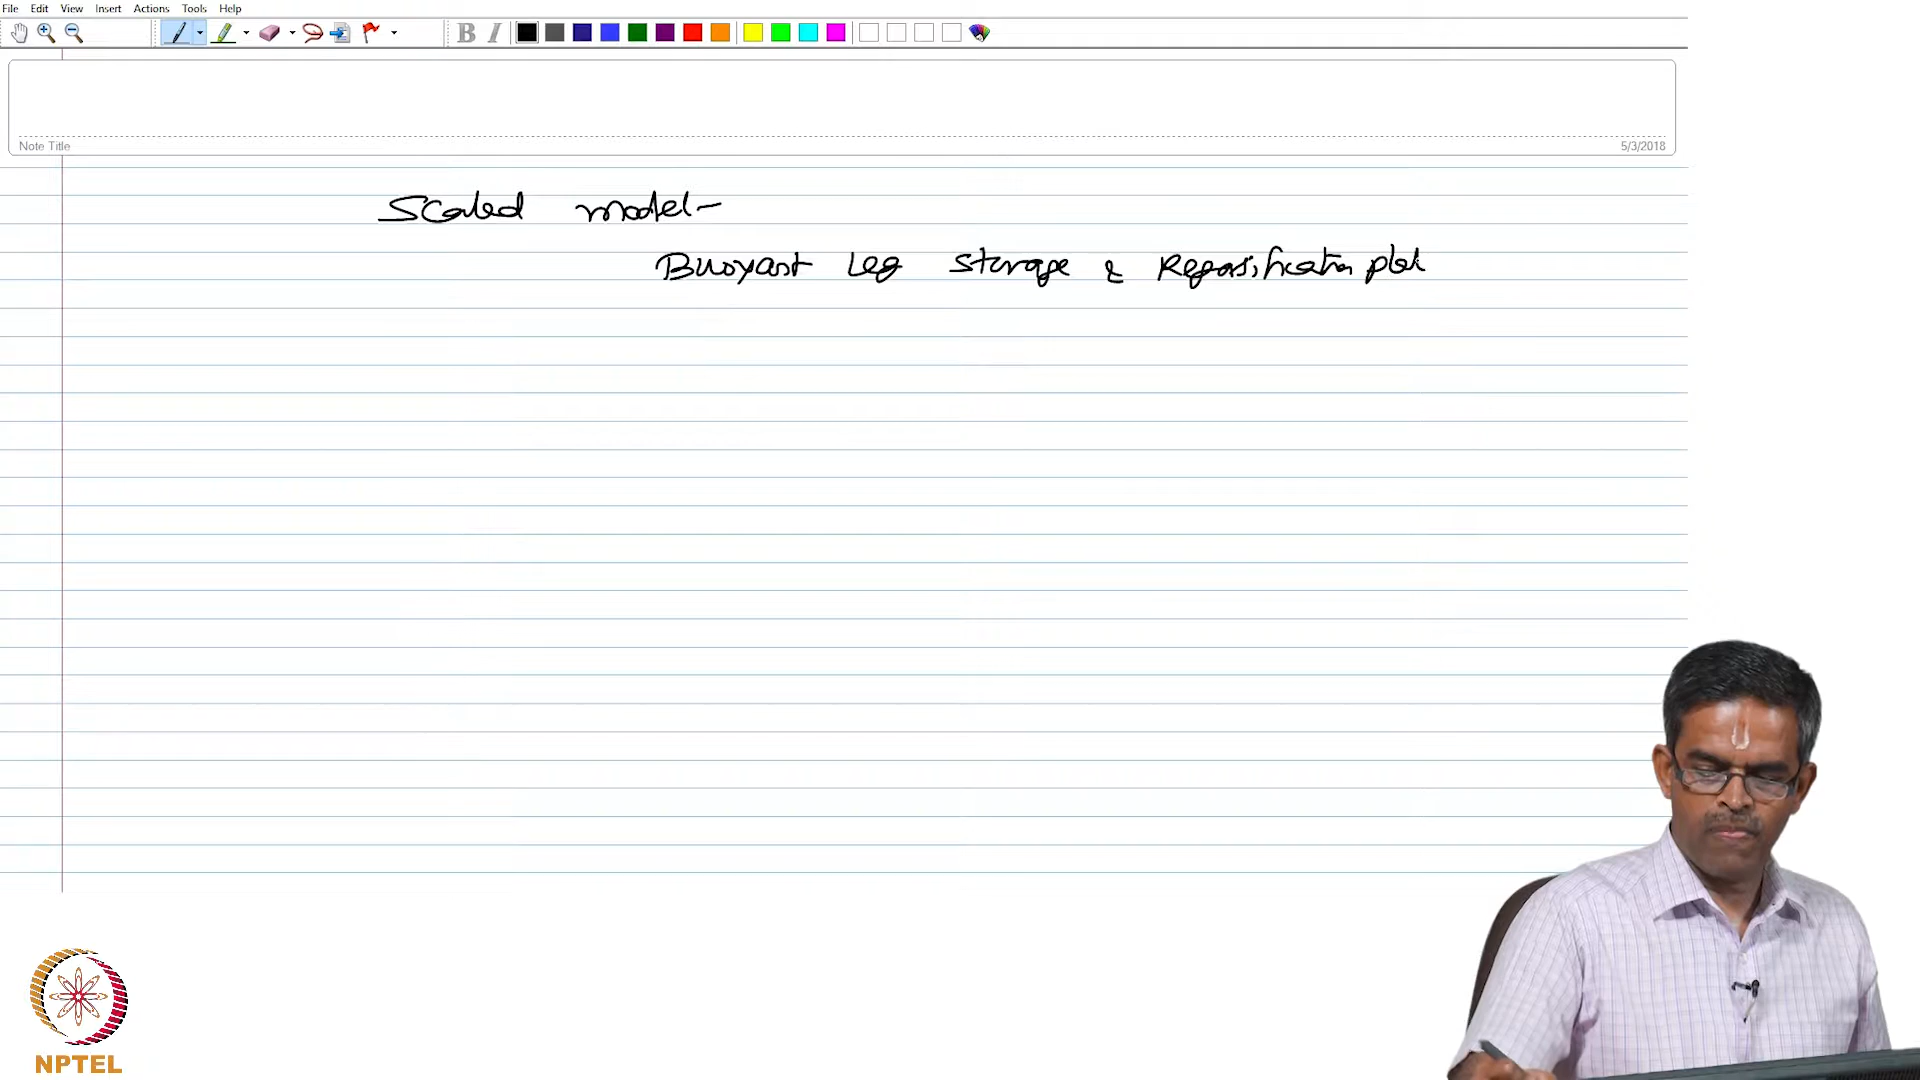 File Edit View Insert Actions Tools Help
B I
Note Title
5/3/2018
Scaled model-
Buoyant Leg Storage & Regassification plat
NPTEL